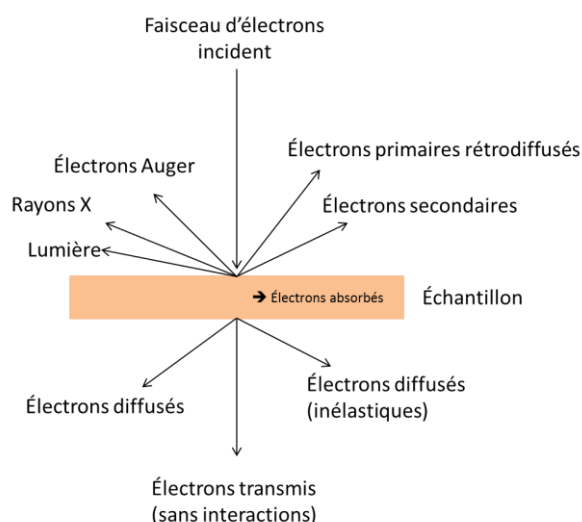 Faisceau d'électrons
incident
Électrons primaires rétrodiffusés
Électrons Auger
Rayons X
Électrons secondaires
Lumière
➔ Électrons absorbés
Échantillon
Électrons diffusés
Électrons diffusés
(inélastiques)
Électrons transmis
(sans interactions)